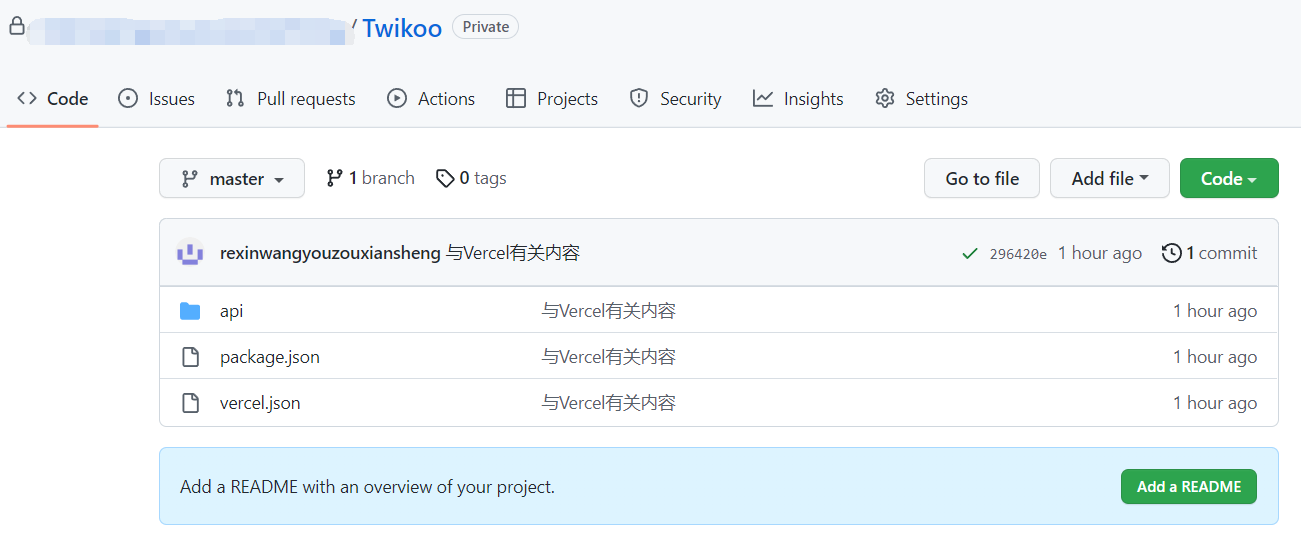 / Twikoo Private
Code Issues Pull requests Actions Projects Security Insights Settings
master 1 branch 0 tags Go to file Add file Code
rexinwangyouzouxiansheng 与Vercel有关内容 296420e 1 hour ago 1 commit
api 与Vercel有关内容 1 hour ago
package.json 与Vercel有关内容 1 hour ago
vercel.json 与Vercel有关内容 1 hour ago
Add a README with an overview of your project. Add a README